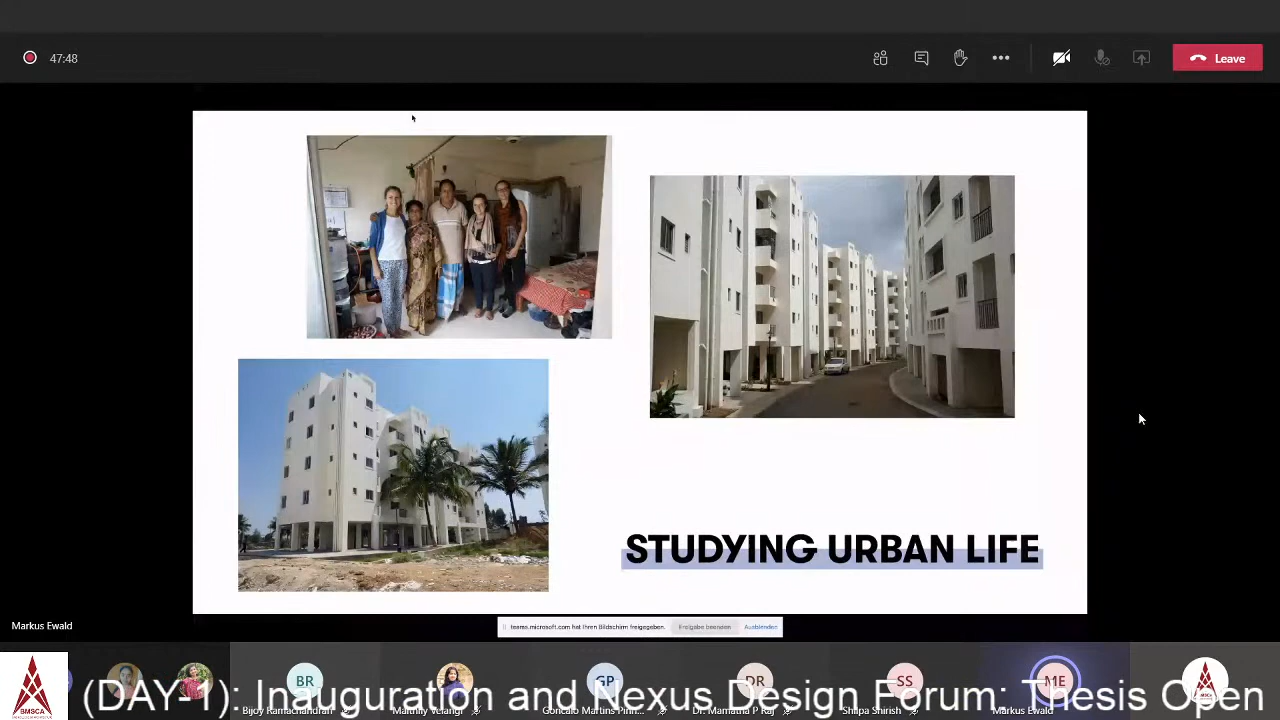 47:48
Leave
STUDYING URBAN LIFE
Markus Ewald
teams.microsoft.com hat Ihren Bildschirm freigegeben.
Freigabe beenden
Ausblenden
BR
GP
DR
SS
ME
BMSCA
(DAY-1): Inauguration and Nexus Design Forum: Thesis Open
Bijoy Ramachandran
Maithily Velangi
Goncalo Martins Pinh...
Dr. Mamatha P Raj
Shilpa Shirish
Markus Ewald